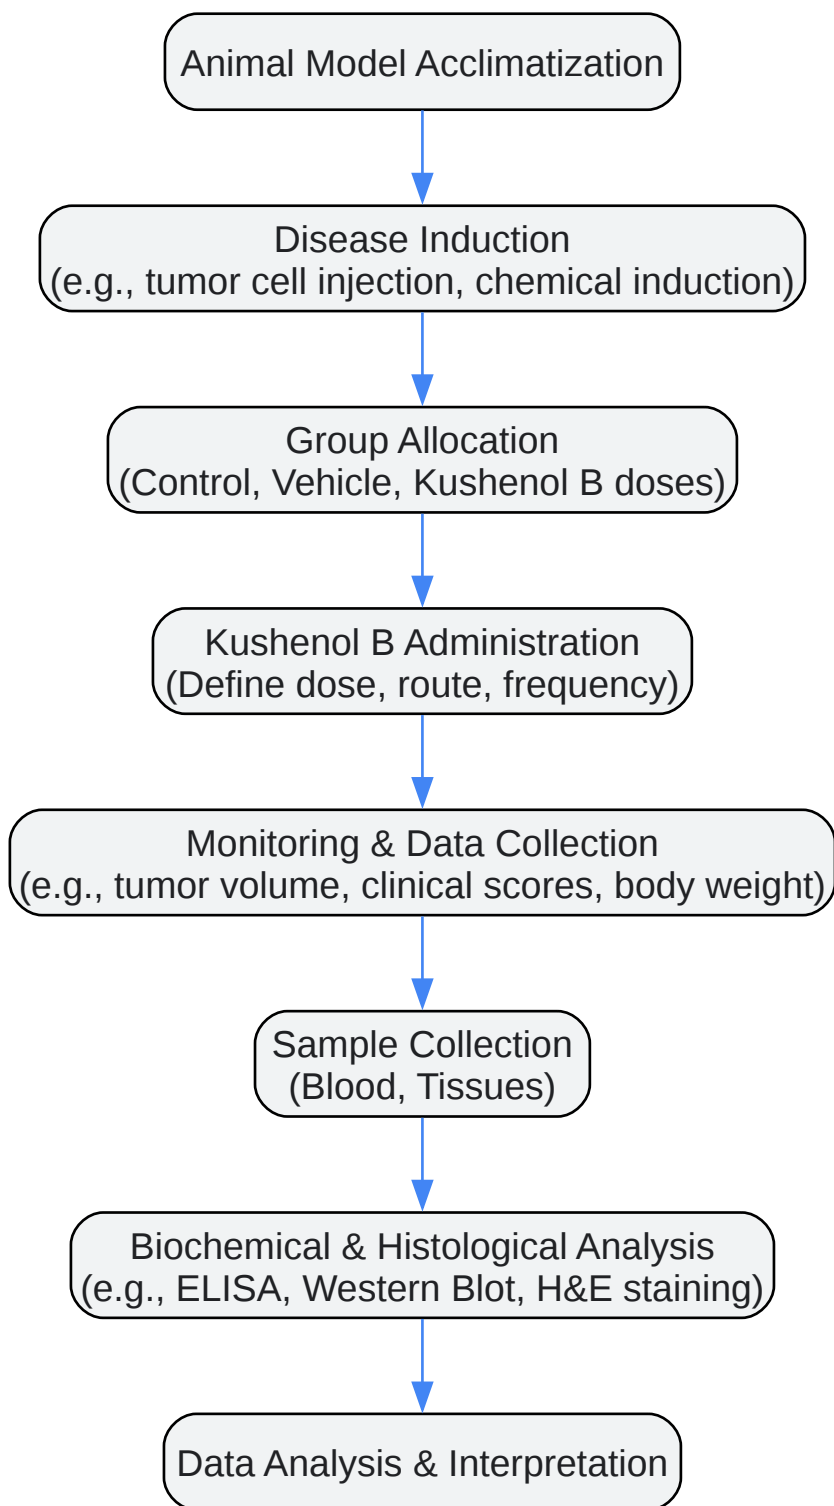 Animal Model Acclimatization
Disease Induction
(e.g., tumor cell injection, chemical induction)
Group Allocation
(Control, Vehicle, Kushenol B doses)
Kushenol B Administration
(Define dose, route, frequency)
Monitoring & Data Collection
(e.g., tumor volume, clinical scores, body weight)
Sample Collection
(Blood, Tissues)
Biochemical & Histological Analysis
(e.g., ELISA, Western Blot, H&E staining)
Data Analysis & Interpretation